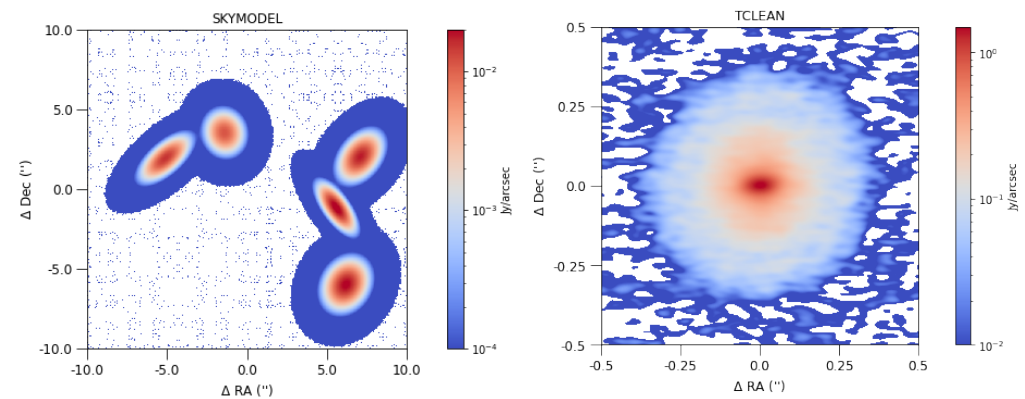 SKYMODEL
10.0
5.0
0.0
-5.0
-10.0
Δ Dec ('')
-10.0 -5.0 0.0 5.0 10.0
Δ RA ('')
10⁻²
10⁻³
10⁻⁴
Jy/arcsec
TCLEAN
0.5
0.25
0.0
-0.25
-0.5
Δ Dec ('')
-0.5 -0.25 0.0 0.25 0.5
Δ RA ('')
10⁰
10⁻¹
10⁻²
Jy/arcsec